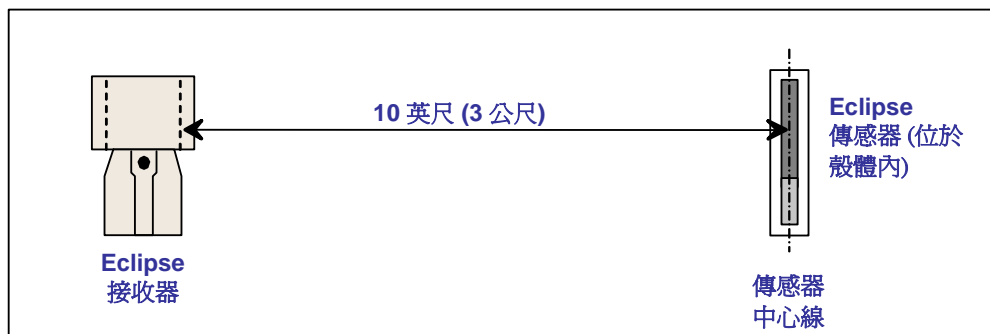 10 英尺 (3 公尺)
Eclipse
傳感器 (位於
殼體內)
Eclipse
接收器
傳感器
中心線